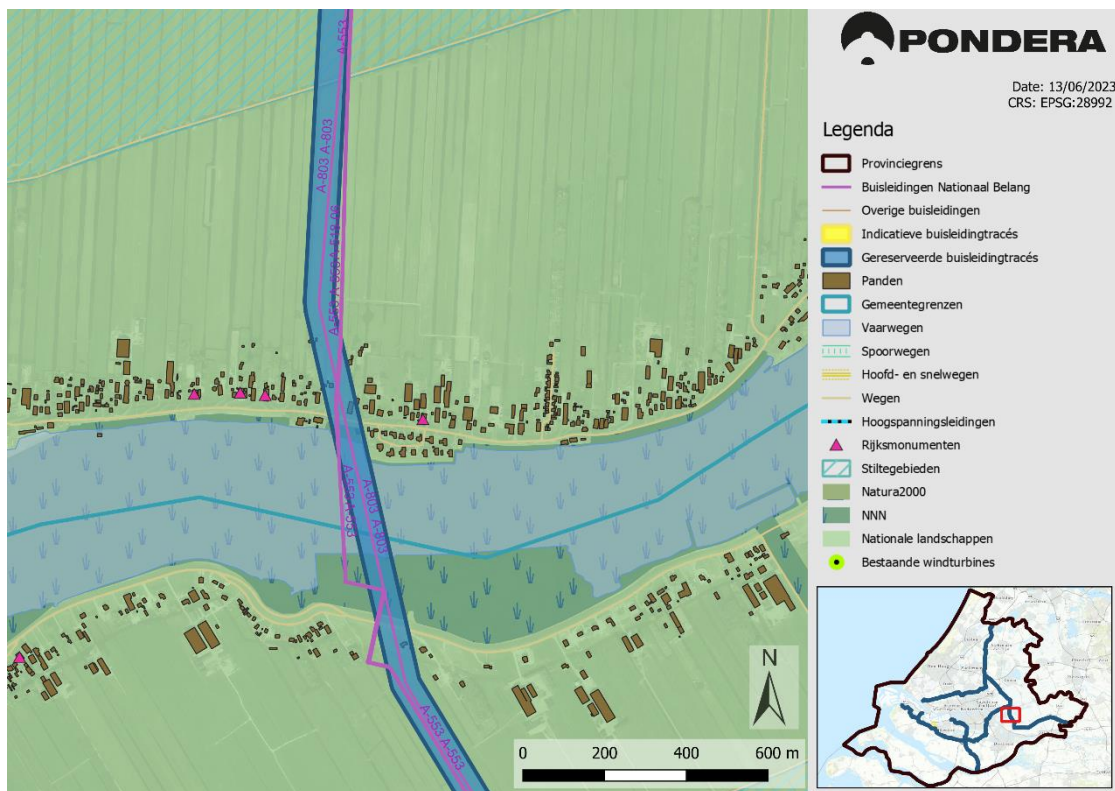 PONDERA
Date: 13/06/2023
CRS: EPSG:28992
Legenda
Provinciegrens
Buisleidingen Nationaal Belang
Overige buisleidingen
Indicatieve buisleidingtracés
Gereserveerde buisleidingtracés
Panden
Gemeentegrenzen
Vaarwegen
Spoorwegen
Hoofd- en snelwegen
Wegen
Hoogspanningsleidingen
Rijksmonumenten
Stiltegebieden
Natura2000
NNN
Nationale landschappen
Bestaande windturbines
A-553
A-803 A-803
A-803 A-803
A-553 A-553
N
0 200 400 600 m